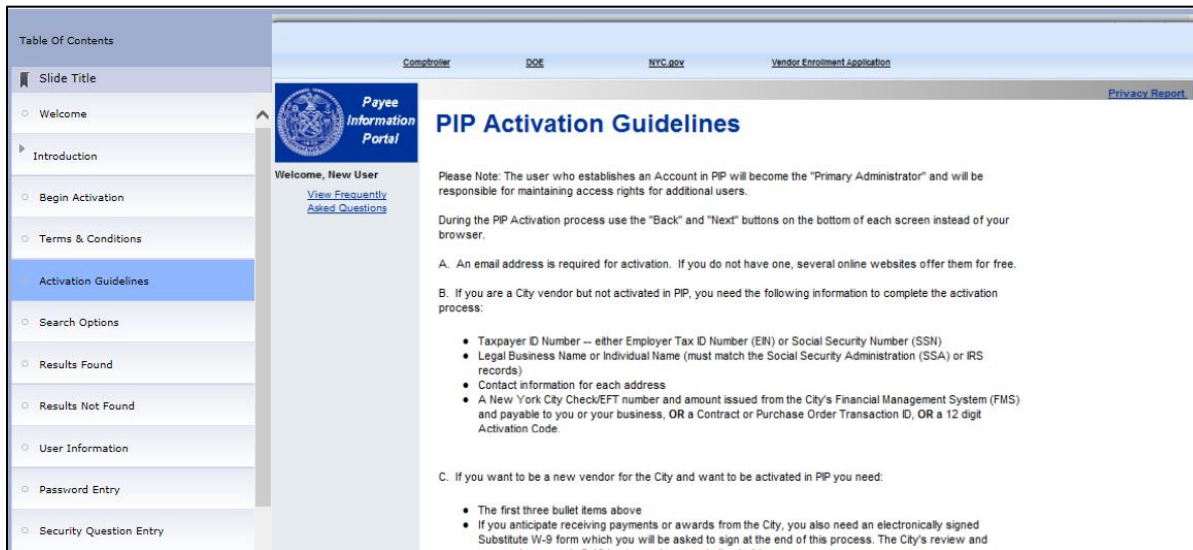 Table Of Contents
Slide Title
Welcome
Introduction
Begin Activation
Terms & Conditions
Activation Guidelines
Search Options
Results Found
Results Not Found
User Information
Password Entry
Security Question Entry
Comptroller DOE NYC.gov Vendor Enrollment Application
Privacy Report
Payee
Information
Portal
Welcome, New User
View Frequently
Asked Questions
PIP Activation Guidelines
Please Note: The user who establishes an Account in PIP will become the "Primary Administrator" and will be
responsible for maintaining access rights for additional users.
During the PIP Activation process use the "Back" and "Next" buttons on the bottom of each screen instead of your
browser.
A. An email address is required for activation. If you do not have one, several online websites offer them for free.
B. If you are a City vendor but not activated in PIP, you need the following information to complete the activation
process:
• Taxpayer ID Number -- either Employer Tax ID Number (EIN) or Social Security Number (SSN)
• Legal Business Name or Individual Name (must match the Social Security Administration (SSA) or IRS
records)
• Contact information for each address
• A New York City Check/EFT number and amount issued from the City's Financial Management System (FMS)
and payable to you or your business, OR a Contract or Purchase Order Transaction ID, OR a 12 digit
Activation Code.
C. If you want to be a new vendor for the City and want to be activated in PIP you need:
• The first three bullet items above
• If you anticipate receiving payments or awards from the City, you also need an electronically signed
Substitute W-9 form which you will be asked to sign at the end of this process. The City's review and